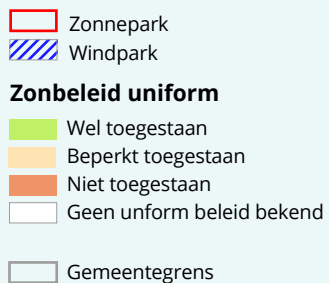 Zonnepark
Windpark
Zonbeleid uniform
Wel toegestaan
Beperkt toegestaan
Niet toegestaan
Geen unform beleid bekend
Gemeentegrens